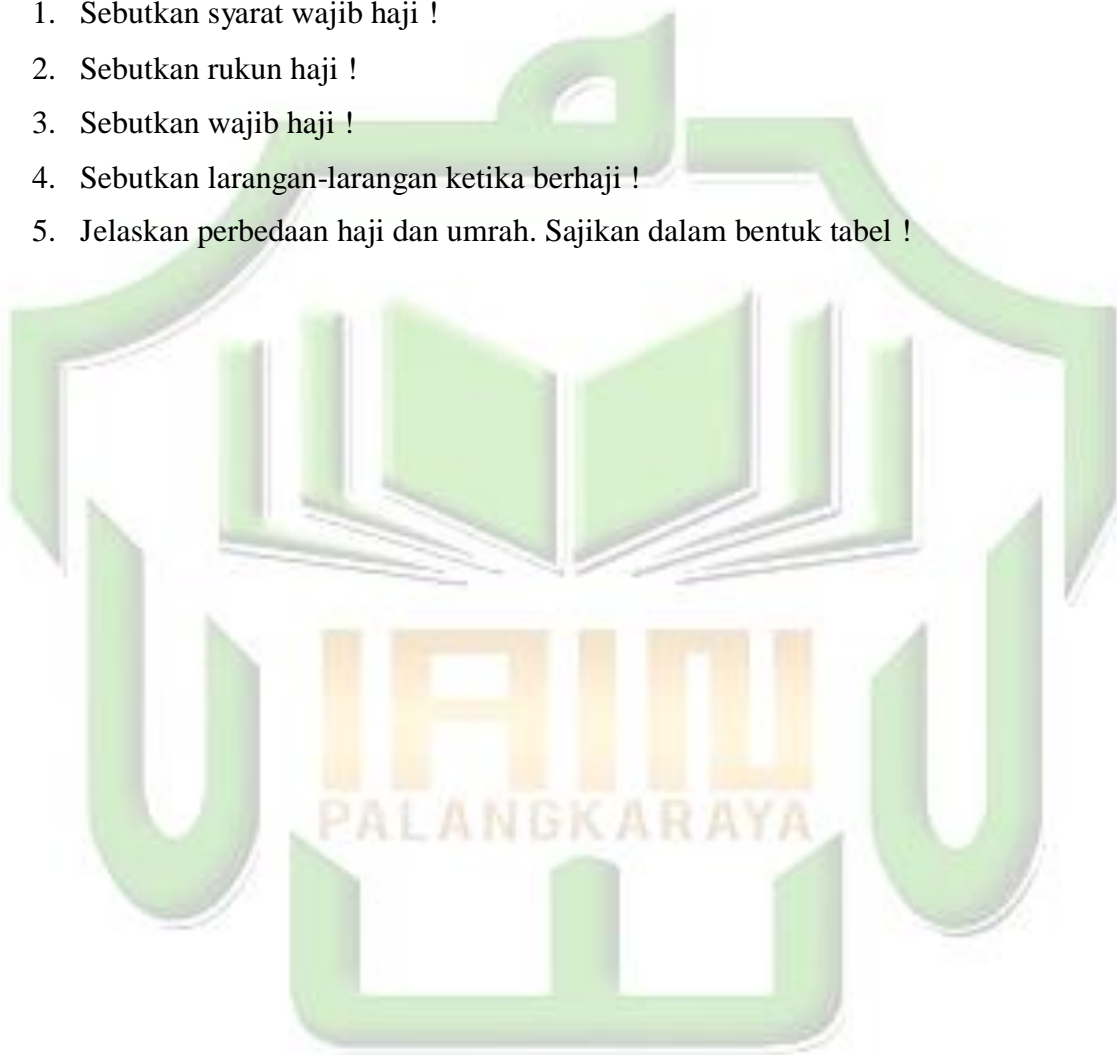 1. Sebutkan syarat wajib haji !
2. Sebutkan rukun haji !
3. Sebutkan wajib haji !
4. Sebutkan larangan-larangan ketika berhaji !
5. Jelaskan perbedaan haji dan umrah. Sajikan dalam bentuk tabel !
IAIN
PALANGKARAYA